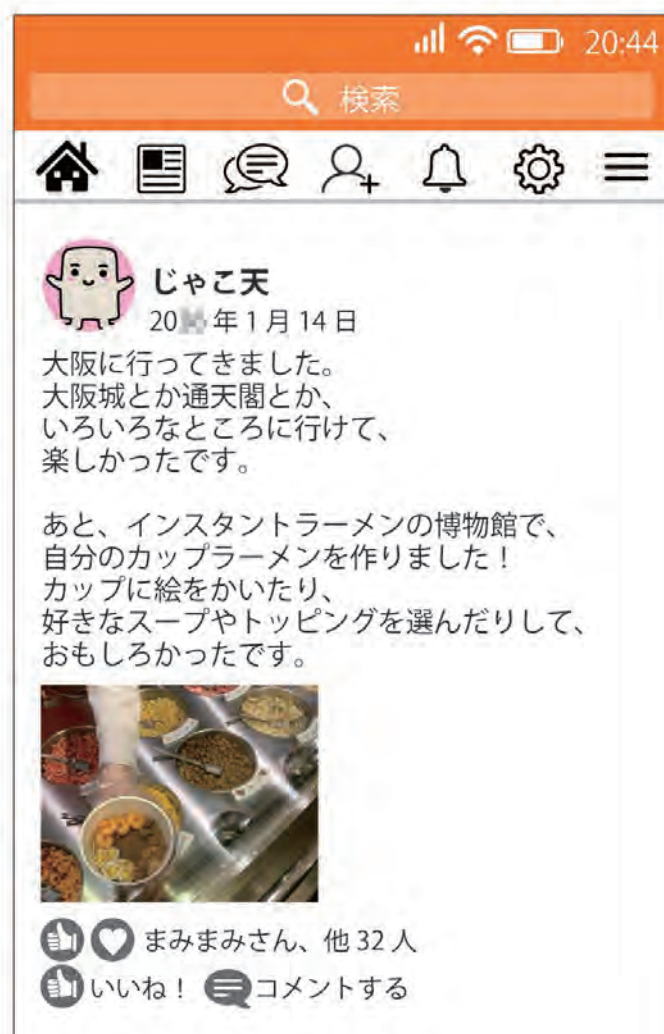 20:44
検索
じゃこ天
20 年1月14日
大阪に行ってきました。
大阪城とか通天閣とか、
いろいろなところに行けて、
楽しかったです。
あと、インスタントラーメンの博物館で、
自分のカップラーメンを作りました！
カップに絵をかいたり、
好きなスープやトッピングを選んだりして、
おもしろかったです。
まみまみさん、他32人
いいね！ コメントする